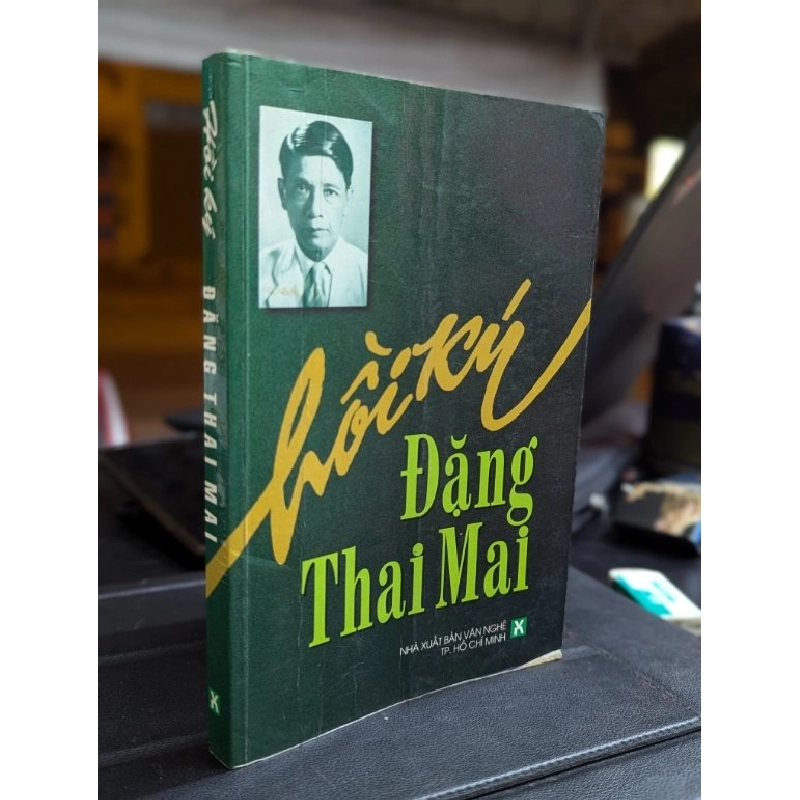 Hồi ký
ĐẶNG THAI MAI
hồi ký
Đặng
Thai Mai
NHÀ XUẤT BẢN VĂN NGHỆ
TP. HỒ CHÍ MINH